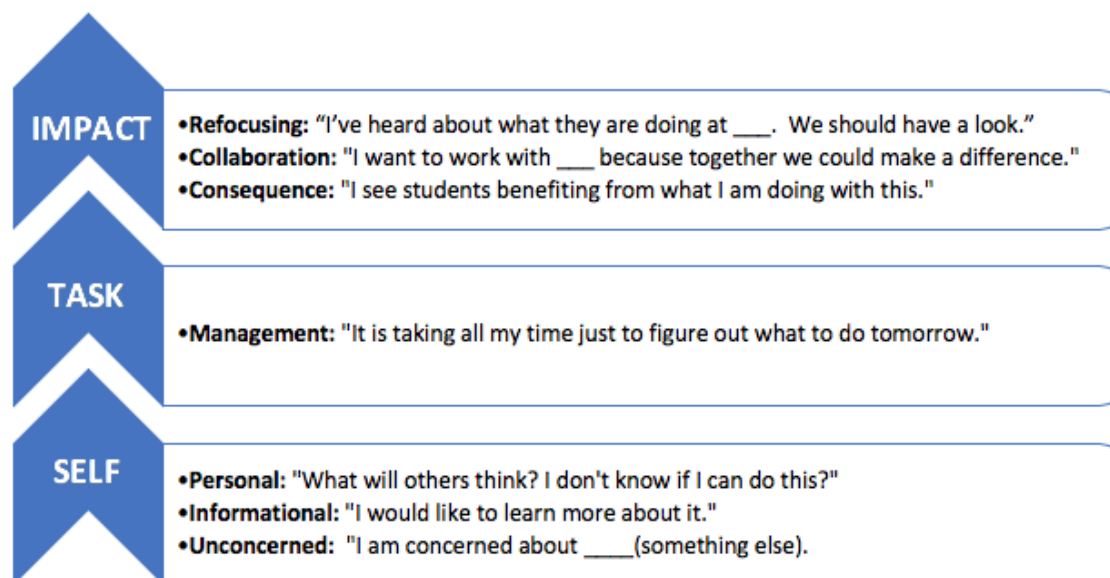 IMPACT
•Refocusing: “I’ve heard about what they are doing at ___.  We should have a look.”
•Collaboration: "I want to work with ___ because together we could make a difference."
•Consequence: "I see students benefiting from what I am doing with this."
TASK
•Management: "It is taking all my time just to figure out what to do tomorrow."
SELF
•Personal: "What will others think? I don't know if I can do this?"
•Informational: "I would like to learn more about it."
•Unconcerned:  "I am concerned about ____(something else).